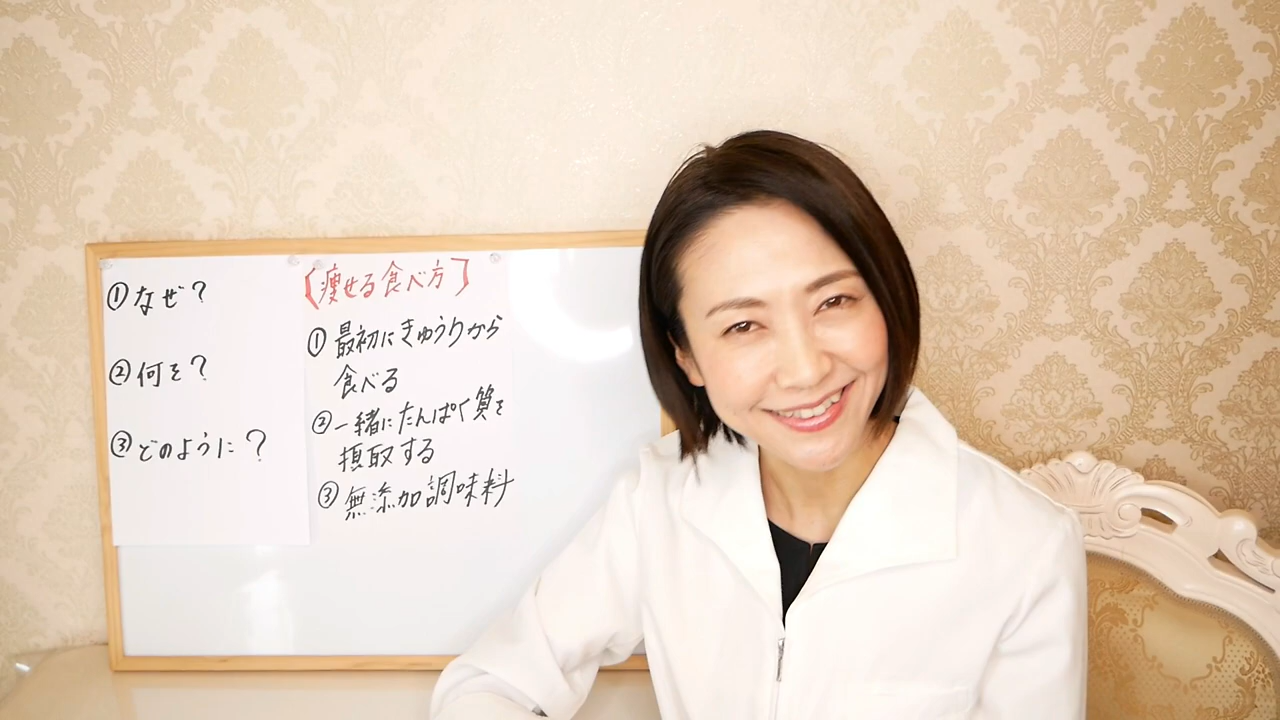 ①なぜ?
②何を?
③どのように?
【痩せる食べ方】
①最初にきゅうりから
食べる
②一緒にたんぱく質を
摂取する
③無添加調味料